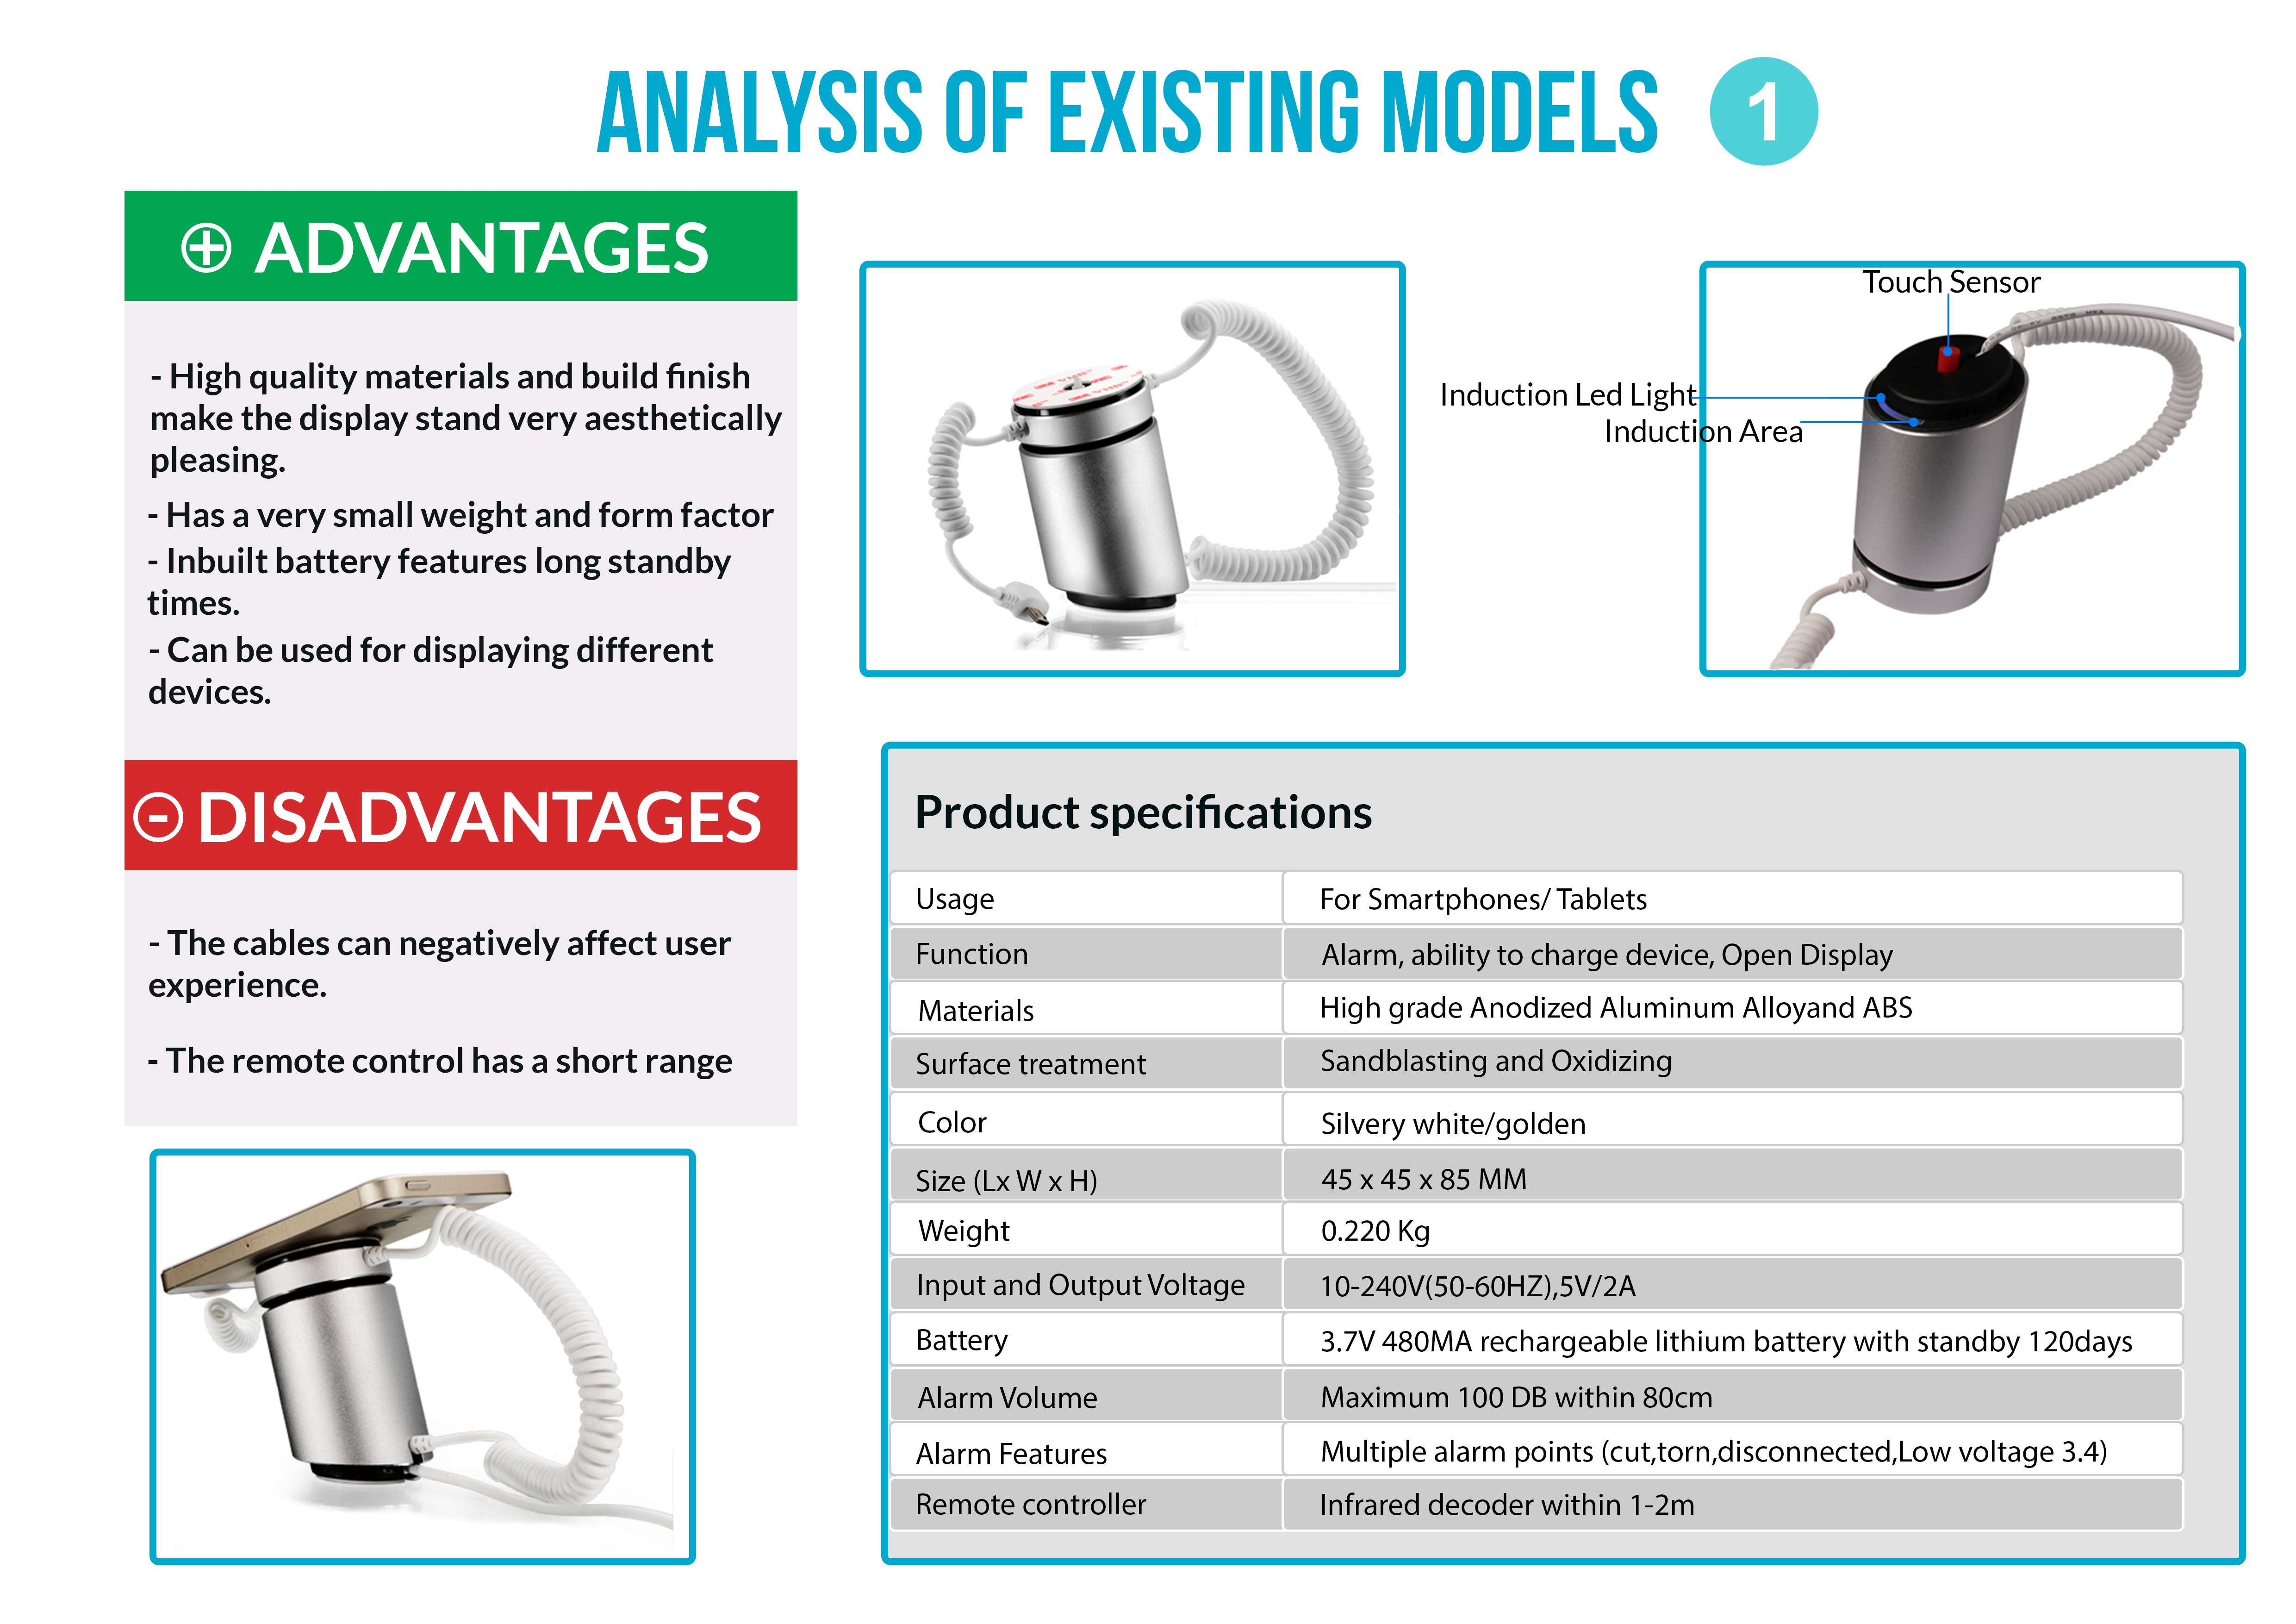 ANALYSIS OF EXISTING MODELS 1
⊕ ADVANTAGES
- High quality materials and build finish
make the display stand very aesthetically
pleasing.
- Has a very small weight and form factor
- Inbuilt battery features long standby
times.
- Can be used for displaying different
devices.
⊖ DISADVANTAGES
- The cables can negatively affect user
experience.
- The remote control has a short range
Touch Sensor
Induction Led Light
Induction Area
Product specifications
Usage For Smartphones/ Tablets
Function Alarm, ability to charge device, Open Display
Materials High grade Anodized Aluminum Alloyand ABS
Surface treatment Sandblasting and Oxidizing
Color Silvery white/golden
Size (Lx W x H) 45 x 45 x 85 MM
Weight 0.220 Kg
Input and Output Voltage 10-240V(50-60HZ),5V/2A
Battery 3.7V 480MA rechargeable lithium battery with standby 120days
Alarm Volume Maximum 100 DB within 80cm
Alarm Features Multiple alarm points (cut,torn,disconnected,Low voltage 3.4)
Remote controller Infrared decoder within 1-2m